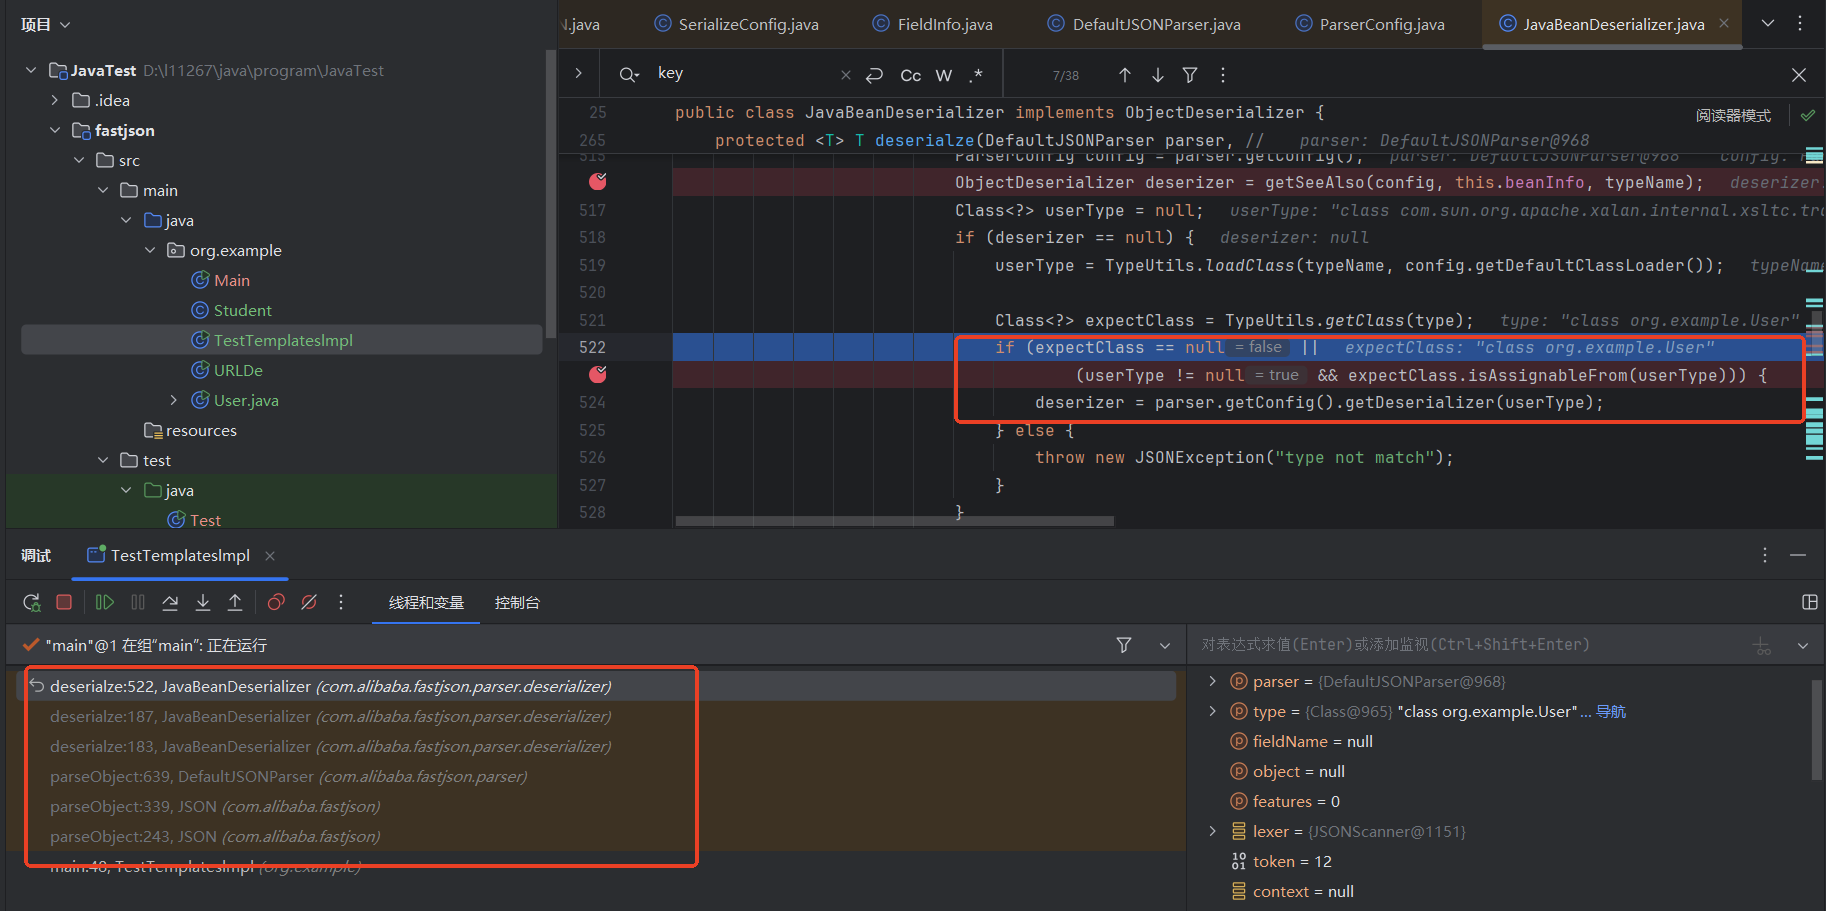 项目
JavaTest D:\l11267\java\program\JavaTest
.idea
fastjson
src
main
java
org.example
Main
Student
TestTemplatesImpl
URLDe
User.java
resources
test
java
Test
.java SerializeConfig.java FieldInfo.java DefaultJSONParser.java ParserConfig.java JavaBeanDeserializer.java
key Cc W .* 7/38
25 public class JavaBeanDeserializer implements ObjectDeserializer { 阅读器模式
265 protected <T> T deserialze(DefaultJSONParser parser, // parser: DefaultJSONParser@968
515 ParserConfig config = parser.getConfig(); parser: DefaultJSONParser@968 config:
ObjectDeserializer deserizer = getSeeAlso(config, this.beanInfo, typeName); deserizer:
517 Class<?> userType = null; userType: "class com.sun.org.apache.xalan.internal.xsltc.tra
518 if (deserizer == null) { deserizer: null
519 userType = TypeUtils.loadClass(typeName, config.getDefaultClassLoader()); typeName
520
521 Class<?> expectClass = TypeUtils.getClass(type); type: "class org.example.User"
522 if (expectClass == null = false || expectClass: "class org.example.User"
(userType != null = true && expectClass.isAssignableFrom(userType))) {
524 deserizer = parser.getConfig().getDeserializer(userType);
525 } else {
526 throw new JSONException("type not match");
527 }
528 }
调试 TestTemplatesImpl
线程和变量 控制台
"main"@1 在组"main": 正在运行
deserialze:522, JavaBeanDeserializer (com.alibaba.fastjson.parser.deserializer)
deserialze:187, JavaBeanDeserializer (com.alibaba.fastjson.parser.deserializer)
deserialze:183, JavaBeanDeserializer (com.alibaba.fastjson.parser.deserializer)
parseObject:639, DefaultJSONParser (com.alibaba.fastjson.parser)
parseObject:339, JSON (com.alibaba.fastjson)
parseObject:243, JSON (com.alibaba.fastjson)
main:48, TestTemplatesImpl (org.example)
对表达式求值(Enter)或添加监视(Ctrl+Shift+Enter)
parser = {DefaultJSONParser@968}
type = {Class@965} "class org.example.User" ... 导航
fieldName = null
object = null
features = 0
lexer = {JSONScanner@1151}
token = 12
context = null